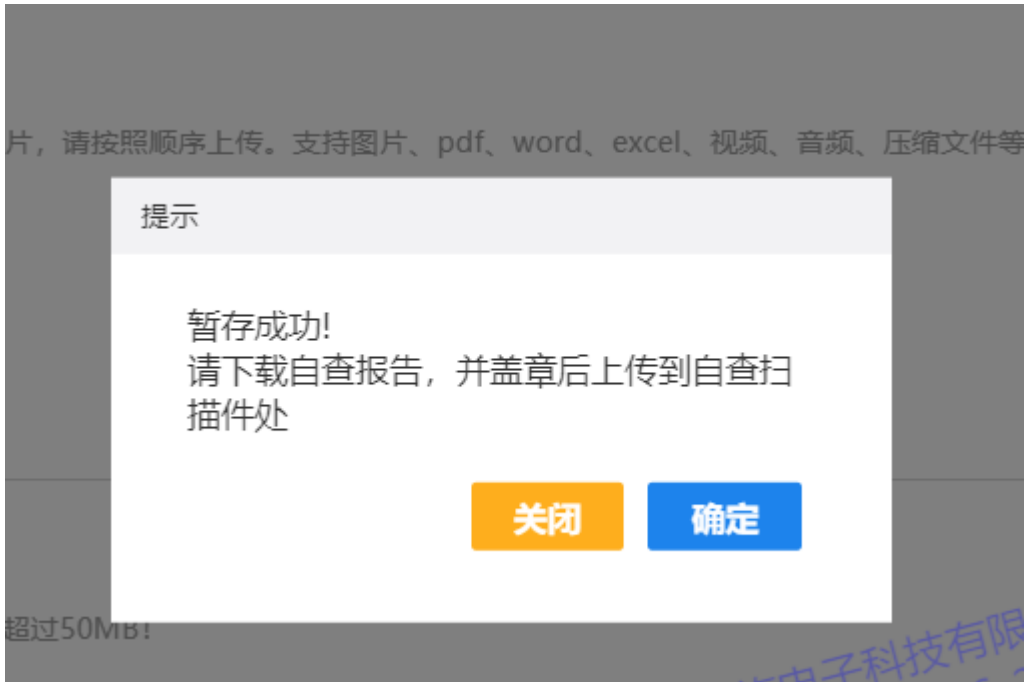 片，请按照顺序上传。支持图片、pdf、word、excel、视频、音频、压缩文件等
提示
暂存成功!
请下载自查报告，并盖章后上传到自查扫
描件处
关闭
确定
超过50MB!
电子科技有限